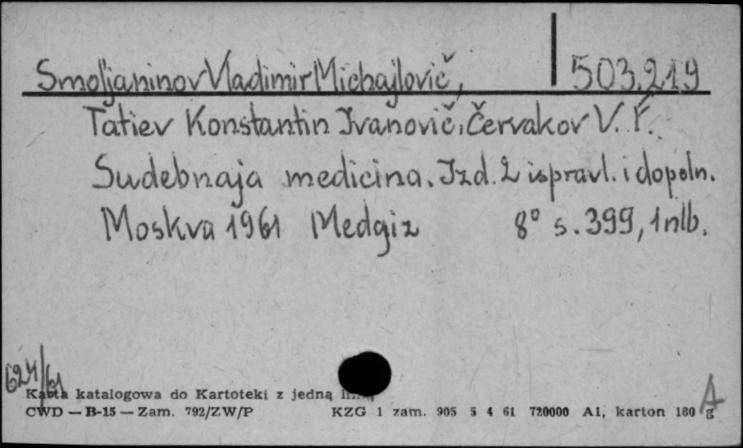 Smoljaninov Vladimir Michajlovič, 503.219
Tatiev Konstantin Ivanovič, Červakov V. F.
Sudebnaja medicina. Izd. 2 ispravl. i dopoln.
Moskva 1961 Medgiz 8° s. 399, 1 nlb.
624/61
Karta katalogowa do Kartoteki z jedną linią
CWD — B-15 — Zam. 792/ZW/P KZG 1 zam. 905 5 4 61 720000 A1, karton 180 g
A